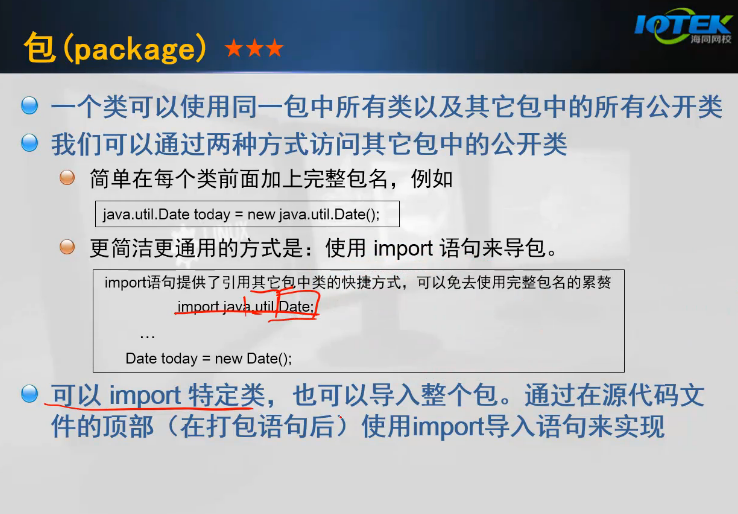 包(package) ★★★
IOTEK
海同网校
一个类可以使用同一包中所有类以及其它包中的所有公开类
我们可以通过两种方式访问其它包中的公开类
简单在每个类前面加上完整包名，例如
java.util.Date today = new java.util.Date();
更简洁更通用的方式是：使用 import 语句来导包。
import语句提供了引用其它包中类的快捷方式，可以免去使用完整包名的累赘
import java.util.Date;
…
Date today = new Date();
可以 import 特定类，也可以导入整个包。通过在源代码文
件的顶部（在打包语句后）使用import导入语句来实现